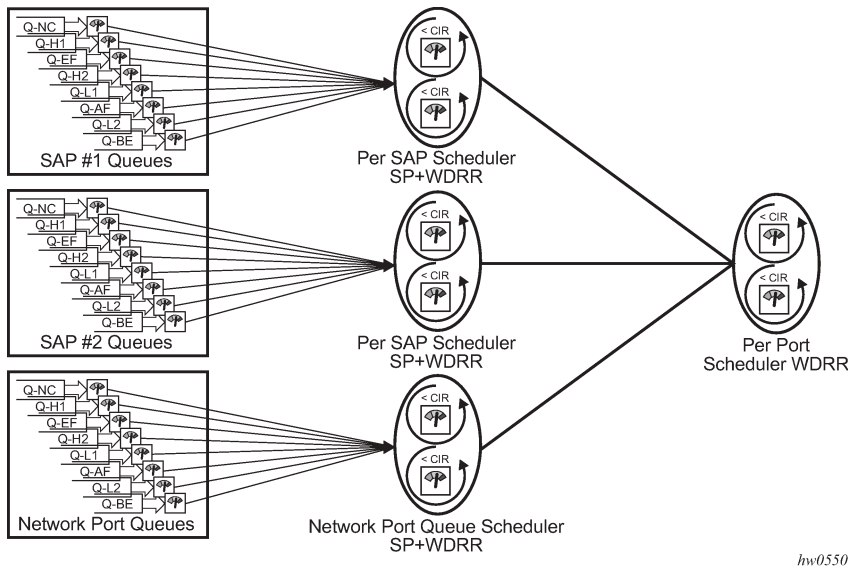 Q-NC
Q-H1
Q-EF
Q-H2
Q-L1
Q-AF
Q-L2
Q-BE
SAP #1 Queues
< CIR
< CIR
Per SAP Scheduler
SP+WDRR
Q-NC
Q-H1
Q-EF
Q-H2
Q-L1
Q-AF
Q-L2
Q-BE
SAP #2 Queues
< CIR
< CIR
Per SAP Scheduler
SP+WDRR
< CIR
< CIR
Per Port
Scheduler WDRR
Q-NC
Q-H1
Q-EF
Q-H2
Q-L1
Q-AF
Q-L2
Q-BE
Network Port Queues
< CIR
< CIR
Network Port Queue Scheduler
SP+WDRR
hw0550